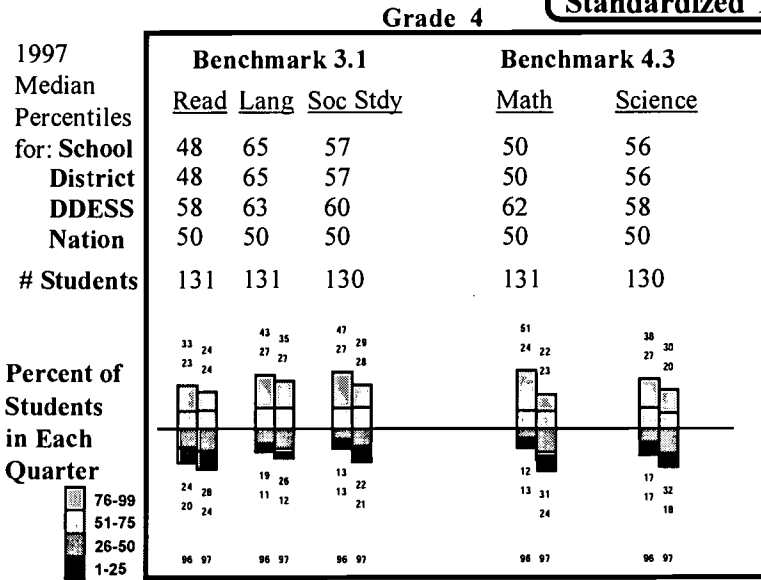 Grade 4
Standardized
1997
Median
Percentiles
for:
Benchmark 3.1 Benchmark 4.3
Read Lang Soc Stdy Math Science
School 48 65 57 50 56
District 48 65 57 50 56
DDESS 58 63 60 62 58
Nation 50 50 50 50 50
# Students 131 131 130 131 130
Percent of
Students
in Each
Quarter
33 24 43 35 47 29 51 22 38 30
23 24 27 27 27 28 24 23 27 20
24 28 19 26 13 22 12 31 17 32
20 24 11 12 13 21 13 24 17 18
76-99
51-75
26-50
1-25
96 97 96 97 96 97 96 97 96 97